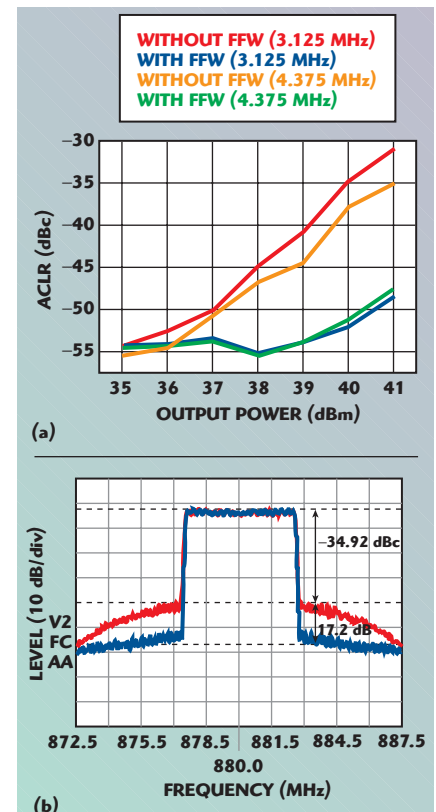 WITHOUT FFW (3.125 MHz)
WITH FFW (3.125 MHz)
WITHOUT FFW (4.375 MHz)
WITH FFW (4.375 MHz)
−30
−35
−40
−45
−50
−55
ACLR (dBc)
35 36 37 38 39 40 41
OUTPUT POWER (dBm)
(a)
−34.92 dBc
17.2 dB
LEVEL (10 dB/div)
V2
FC
AA
872.5 875.5 878.5 881.5 884.5 887.5
880.0
FREQUENCY (MHz)
(b)